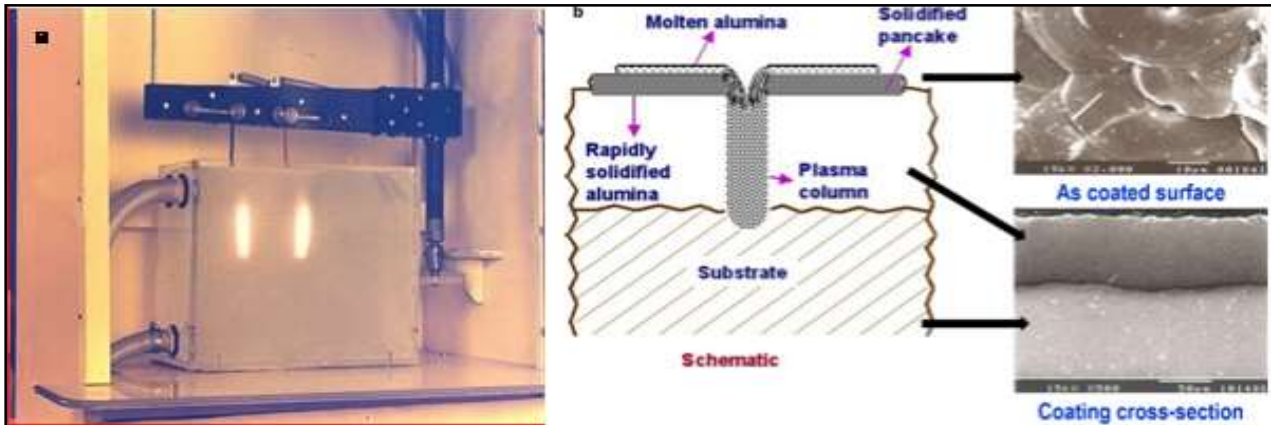 b
Molten alumina
Solidified
pancake
Rapidly
solidified
alumina
Plasma
column
Substrate
Schematic
As coated surface
Coating cross-section